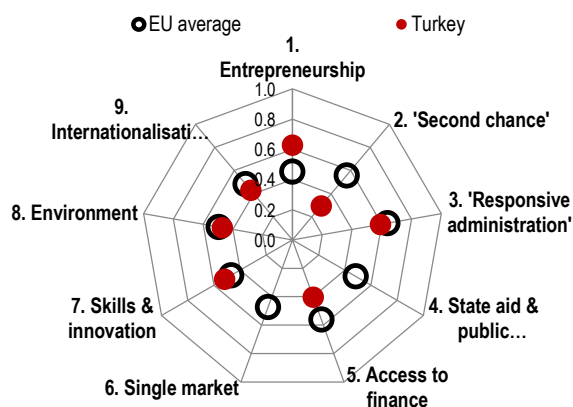 EU average
Turkey
1.
Entrepreneurship
1.0
0.8
0.6
0.4
0.2
0.0
2. 'Second chance'
3. 'Responsive
administration'
4. State aid &
public…
5. Access to
finance
6. Single market
7. Skills &
innovation
8. Environment
9.
Internationalisati…